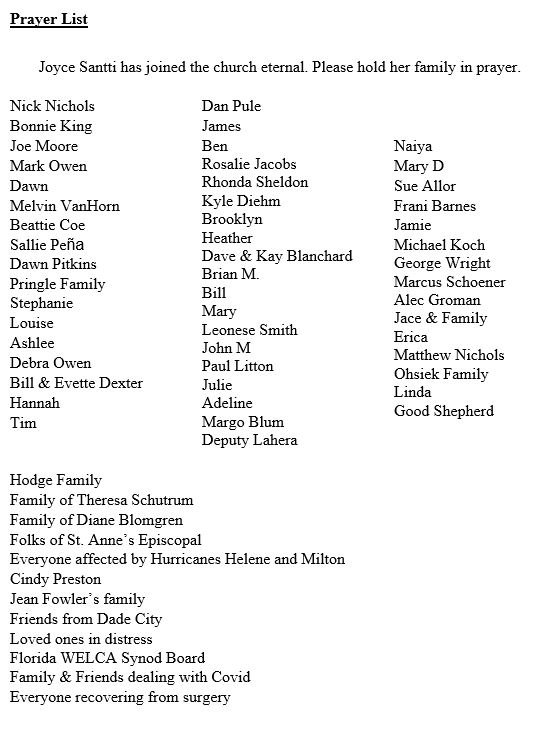 Prayer List
Joyce Santti has joined the church eternal. Please hold her family in prayer.
Nick Nichols
Bonnie King
Joe Moore
Mark Owen
Dawn
Melvin VanHorn
Beattie Coe
Sallie Peña
Dawn Pitkins
Pringle Family
Stephanie
Louise
Ashlee
Debra Owen
Bill & Evette Dexter
Hannah
Tim
Dan Pule
James
Ben
Rosalie Jacobs
Rhonda Sheldon
Kyle Diehm
Brooklyn
Heather
Dave & Kay Blanchard
Brian M.
Bill
Mary
Leonese Smith
John M
Paul Litton
Julie
Adeline
Margo Blum
Deputy Lahera
Naiya
Mary D
Sue Allor
Frani Barnes
Jamie
Michael Koch
George Wright
Marcus Schoener
Alec Groman
Jace & Family
Erica
Matthew Nichols
Ohsiek Family
Linda
Good Shepherd
Hodge Family
Family of Theresa Schutrum
Family of Diane Blomgren
Folks of St. Anne’s Episcopal
Everyone affected by Hurricanes Helene and Milton
Cindy Preston
Jean Fowler’s family
Friends from Dade City
Loved ones in distress
Florida WELCA Synod Board
Family & Friends dealing with Covid
Everyone recovering from surgery